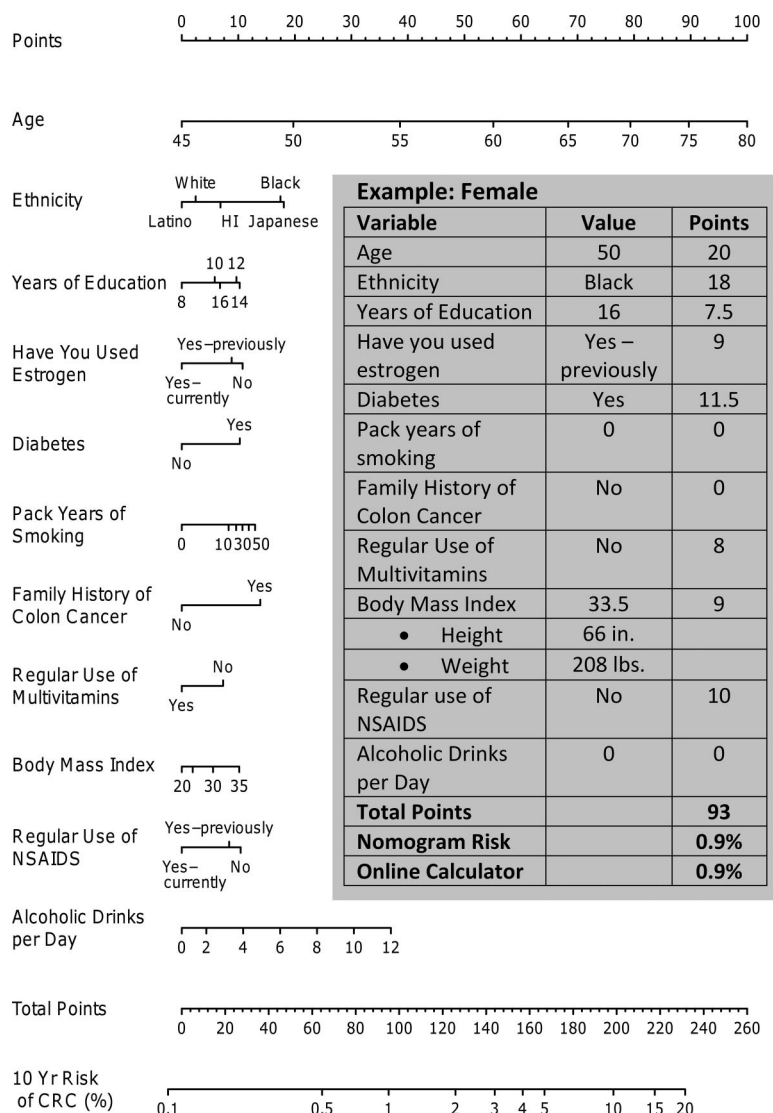 0 10 20 30 40 50 60 70 80 90 100
Points
Age
45 50 55 60 65 70 75 80
White Black
Ethnicity
Latino HI Japanese
10 12
Years of Education
8 16 14
Have You Used
Estrogen
Yes–previously
Yes–
currently
No
Yes
Diabetes
No
Pack Years of
Smoking
0 10 30 50
Yes
Family History of
Colon Cancer
No
No
Regular Use of
Multivitamins
Yes
Body Mass Index
20 30 35
Yes–previously
Regular Use of
NSAIDS
Yes–
currently
No
Alcoholic Drinks
per Day
0 2 4 6 8 10 12
Total Points
0 20 40 60 80 100 120 140 160 180 200 220 240 260
10 Yr Risk
of CRC (%)
0.1 0.5 1 2 3 4 5 10 15 20
Example: Female
Variable Value Points
Age 50 20
Ethnicity Black 18
Years of Education 16 7.5
Have you used Yes – 9
estrogen previously
Diabetes Yes 11.5
Pack years of 0 0
smoking
Family History of No 0
Colon Cancer
Regular Use of No 8
Multivitamins
Body Mass Index 33.5 9
• Height 66 in.
• Weight 208 lbs.
Regular use of No 10
NSAIDS
Alcoholic Drinks 0 0
per Day
Total Points 93
Nomogram Risk 0.9%
Online Calculator 0.9%